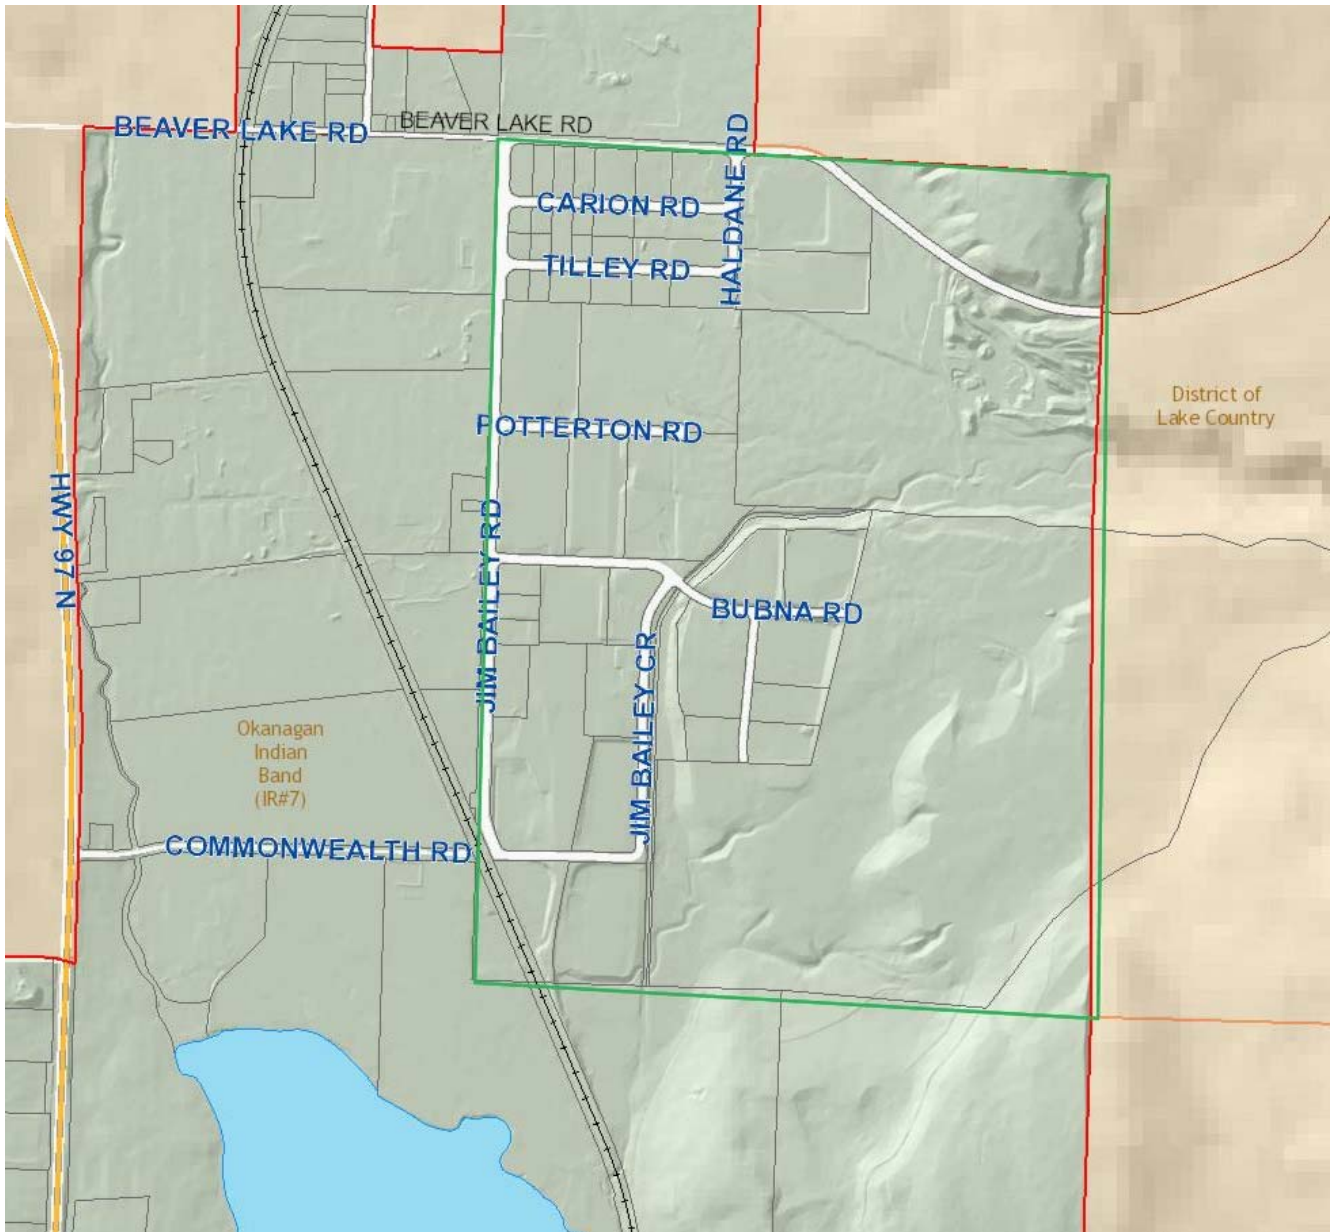 BEAVER LAKE RD
BEAVER LAKE RD
HALDANE RD
CARION RD
TILLEY RD
District of
Lake Country
POTTERTON RD
HWY 97 N
JIM BAILEY RD
BUBNA RD
JIM BAILEY CR
Okanagan
Indian
Band
(IR#7)
COMMONWEALTH RD